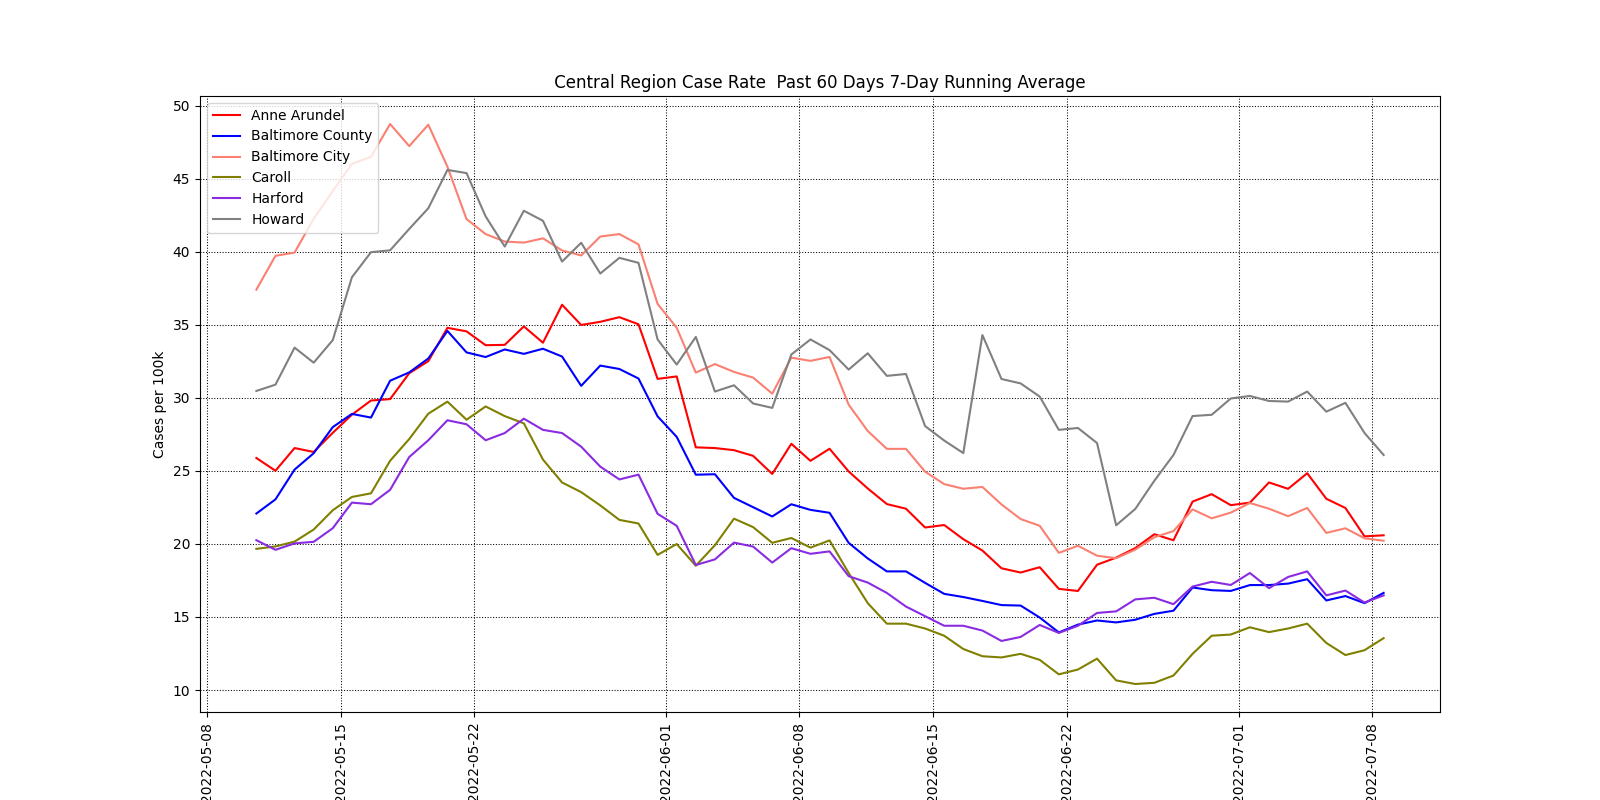 Central Region Case Rate  Past 60 Days 7-Day Running Average
Anne Arundel
Baltimore County
Baltimore City
Caroll
Harford
Howard
Cases per 100k
50
45
40
35
30
25
20
15
10
2022-05-08
2022-05-15
2022-05-22
2022-06-01
2022-06-08
2022-06-15
2022-06-22
2022-07-01
2022-07-08